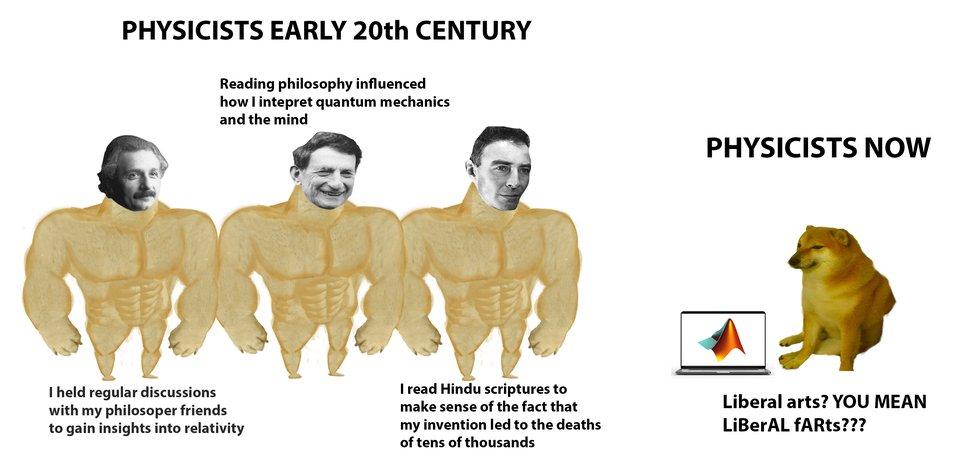 PHYSICISTS EARLY 20th CENTURY
Reading philosophy influenced
how I intepret quantum mechanics
and the mind
I held regular discussions
with my philosoper friends
to gain insights into relativity
I read Hindu scriptures to
make sense of the fact that
my invention led to the deaths
of tens of thousands
PHYSICISTS NOW
Liberal arts? YOU MEAN
LiBerAL fARts???